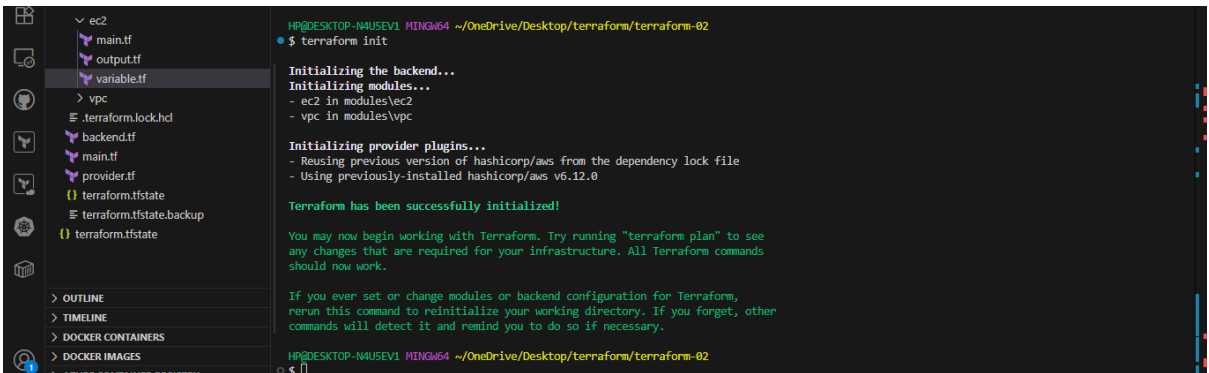 ec2
main.tf
output.tf
variable.tf
vpc
.terraform.lock.hcl
backend.tf
main.tf
provider.tf
terraform.tfstate
terraform.tfstate.backup
terraform.tfstate
OUTLINE
TIMELINE
DOCKER CONTAINERS
DOCKER IMAGES
1
HP@DESKTOP-N4U5EV1 MINGW64 ~/OneDrive/Desktop/terraform/terraform-02
$ terraform init
Initializing the backend...
Initializing modules...
- ec2 in modules\ec2
- vpc in modules\vpc
Initializing provider plugins...
- Reusing previous version of hashicorp/aws from the dependency lock file
- Using previously-installed hashicorp/aws v6.12.0
Terraform has been successfully initialized!
You may now begin working with Terraform. Try running "terraform plan" to see
any changes that are required for your infrastructure. All Terraform commands
should now work.
If you ever set or change modules or backend configuration for Terraform,
rerun this command to reinitialize your working directory. If you forget, other
commands will detect it and remind you to do so if necessary.
HP@DESKTOP-N4U5EV1 MINGW64 ~/OneDrive/Desktop/terraform/terraform-02
$